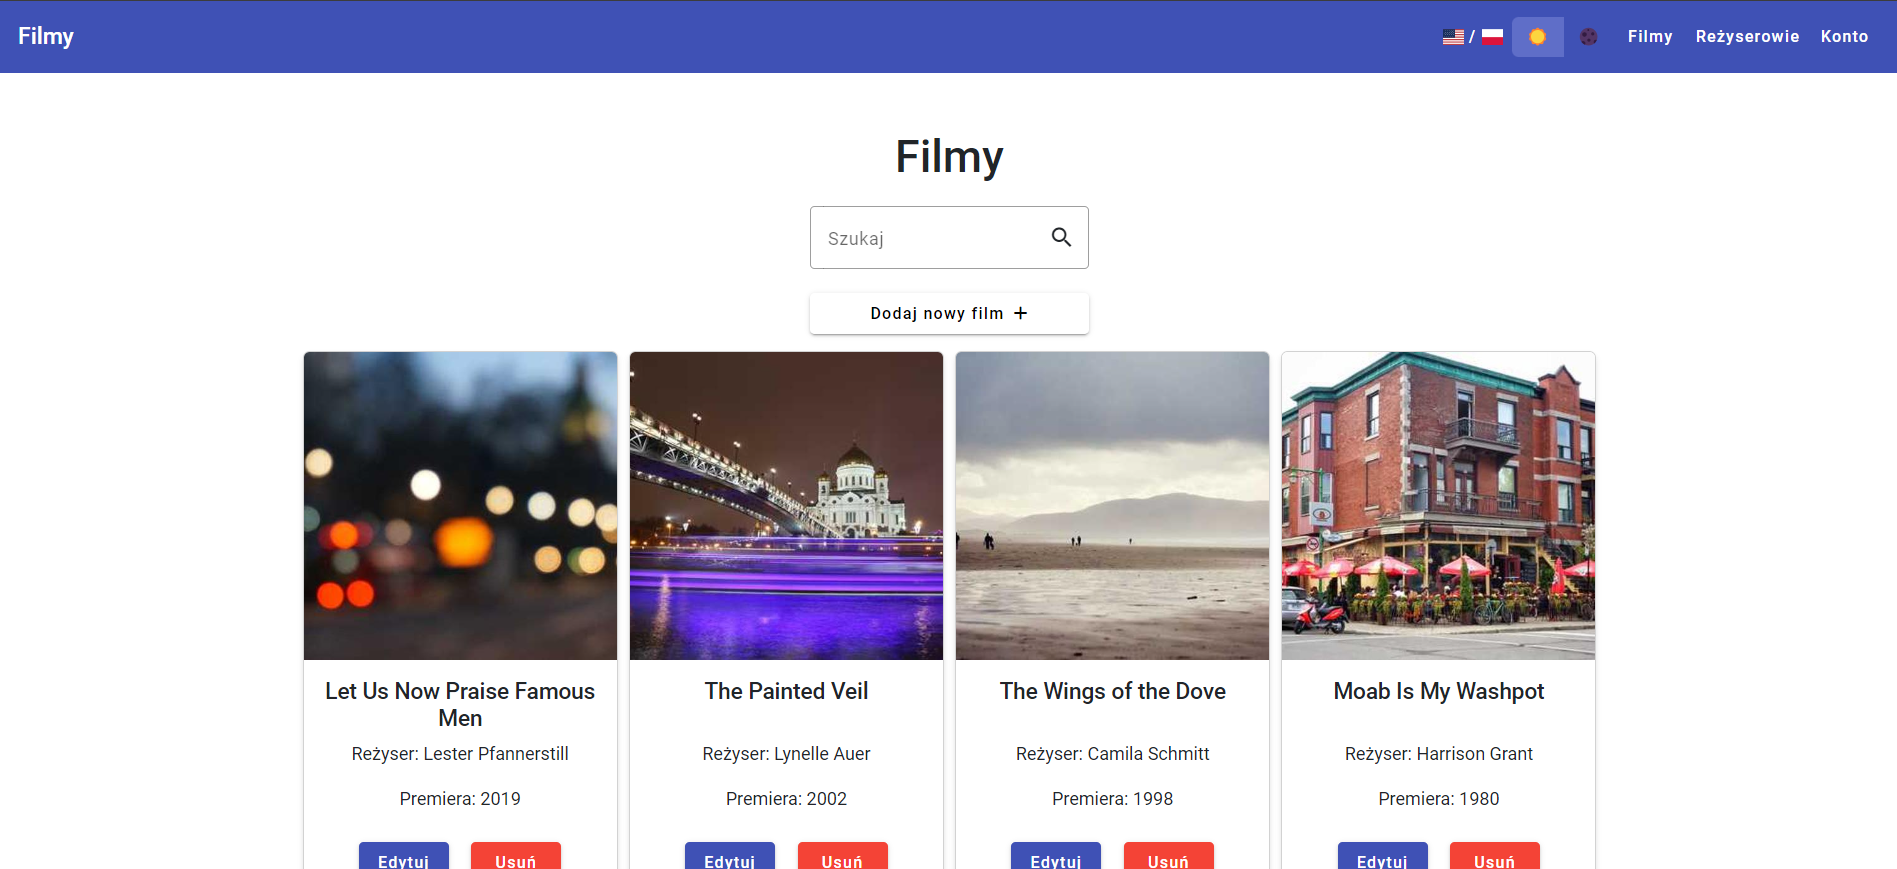 Filmy
/
Filmy
Reżyserowie
Konto
Filmy
Szukaj
Dodaj nowy film +
Let Us Now Praise Famous
Men
Reżyser: Lester Pfannerstill
Premiera: 2019
Edytuj
Usuń
The Painted Veil
Reżyser: Lynelle Auer
Premiera: 2002
Edytuj
Usuń
The Wings of the Dove
Reżyser: Camila Schmitt
Premiera: 1998
Edytuj
Usuń
Moab Is My Washpot
Reżyser: Harrison Grant
Premiera: 1980
Edytuj
Usuń